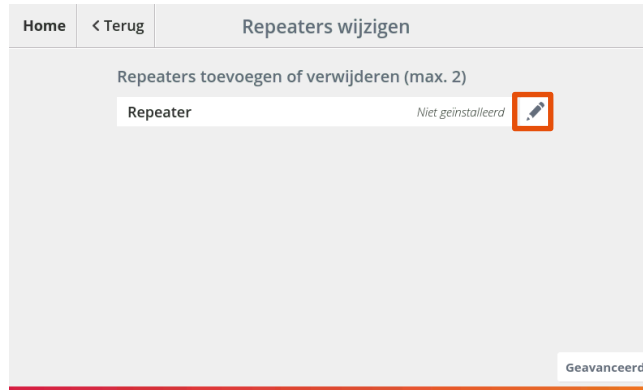 Home < Terug Repeaters wijzigen
Repeaters toevoegen of verwijderen (max. 2)
Repeater Niet geïnstalleerd
Geavanceerd